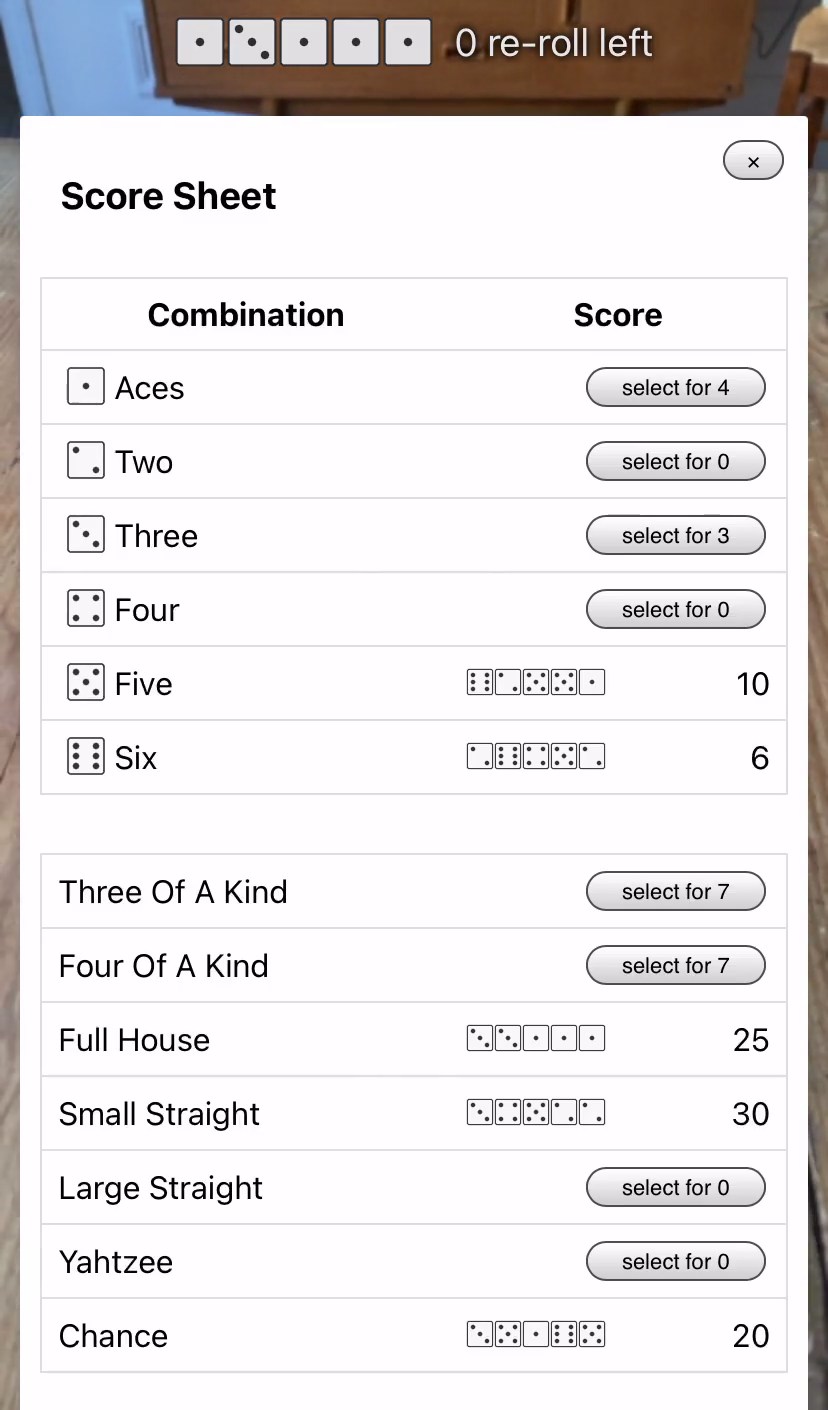 0 re-roll left
×
Score Sheet
Combination Score
Aces select for 4
Two select for 0
Three select for 3
Four select for 0
Five 10
Six 6
Three Of A Kind select for 7
Four Of A Kind select for 7
Full House 25
Small Straight 30
Large Straight select for 0
Yahtzee select for 0
Chance 20